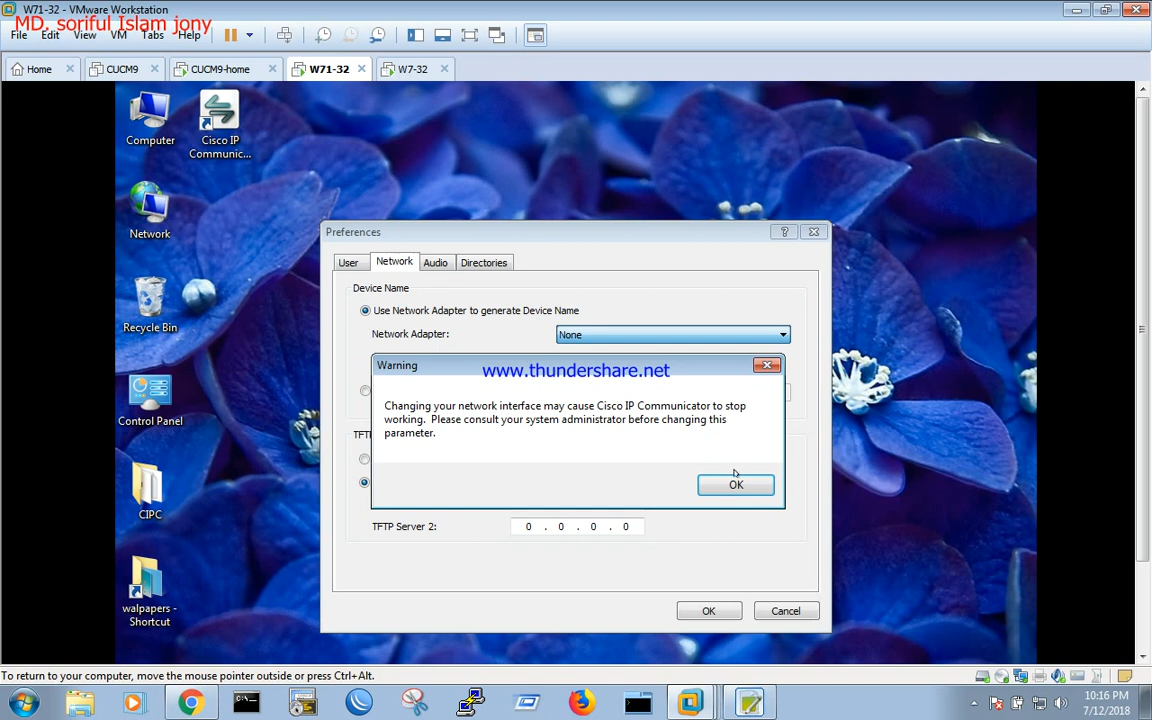 W71-32 - VMware Workstation
MD. soriful Islam jony
File Edit View VM Tabs Help
Home CUCM9 CUCM9-home W71-32 W7-32
Computer
Cisco IP
Communic...
Network
Recycle Bin
Control Panel
CIPC
walpapers -
Shortcut
Preferences
User Network Audio Directories
Device Name
Use Network Adapter to generate Device Name
Network Adapter: None
Warning
www.thundershare.net
Changing your network interface may cause Cisco IP Communicator to stop
working. Please consult your system administrator before changing this
parameter.
OK
TFT
TFTP Server 2: 0 . 0 . 0 . 0
OK Cancel
To return to your computer, move the mouse pointer outside or press Ctrl+Alt.
10:16 PM
7/12/2018